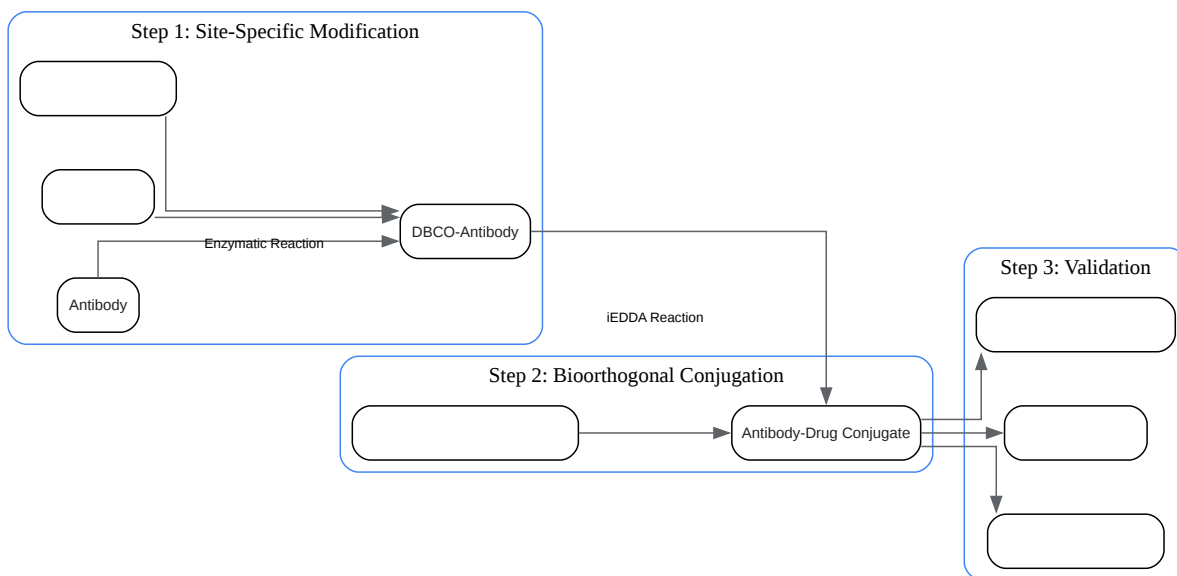 Step 1: Site-Specific Modification
Enzymatic Reaction
DBCO-Antibody
Antibody
iEDDA Reaction
Step 2: Bioorthogonal Conjugation
Antibody-Drug Conjugate
Step 3: Validation